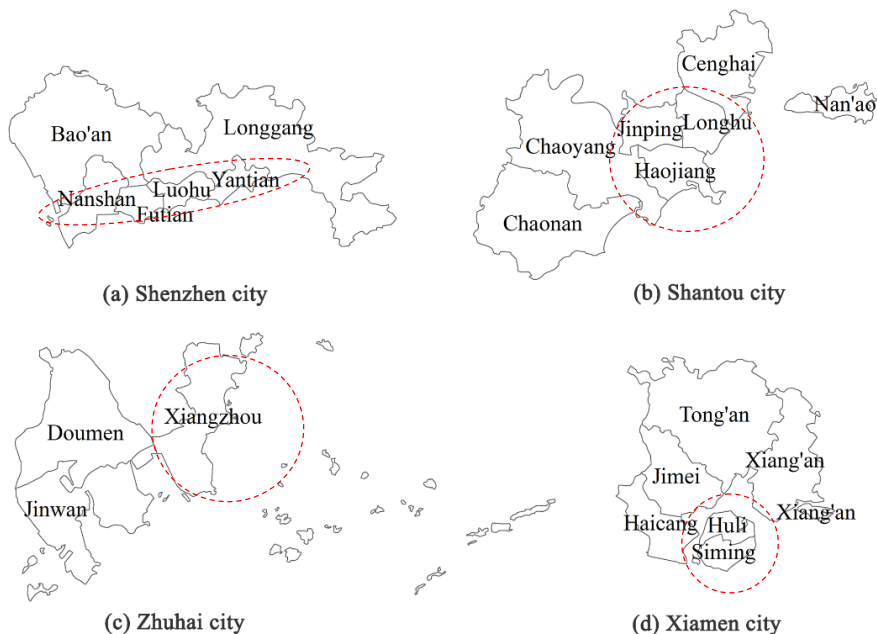 Bao'an
Longgang
Nanshan
Luohu
Yantian
Futian
(a) Shenzhen city
Cenghai
Nan'ao
Jinping
Longhu
Chaoyang
Haojiang
Chaonan
(b) Shantou city
Xiangzhou
Doumen
Jinwan
(c) Zhuhai city
Tong'an
Xiang'an
Jimei
Xiang'an
Haicang
Huli
Siming
(d) Xiamen city